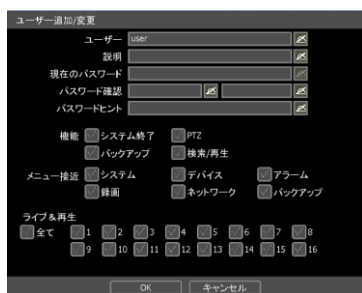 ユーザー追加/変更
ユーザー user
説明
現在のパスワード
パスワード確認
パスワードヒント
機能 システム終了 PTZ
バックアップ 検索/再生
メニュー接近 システム デバイス アラーム
録画 ネットワーク バックアップ
ライブ&再生
全て 1 2 3 4 5 6 7 8
9 10 11 12 13 14 15 16
OK キャンセル